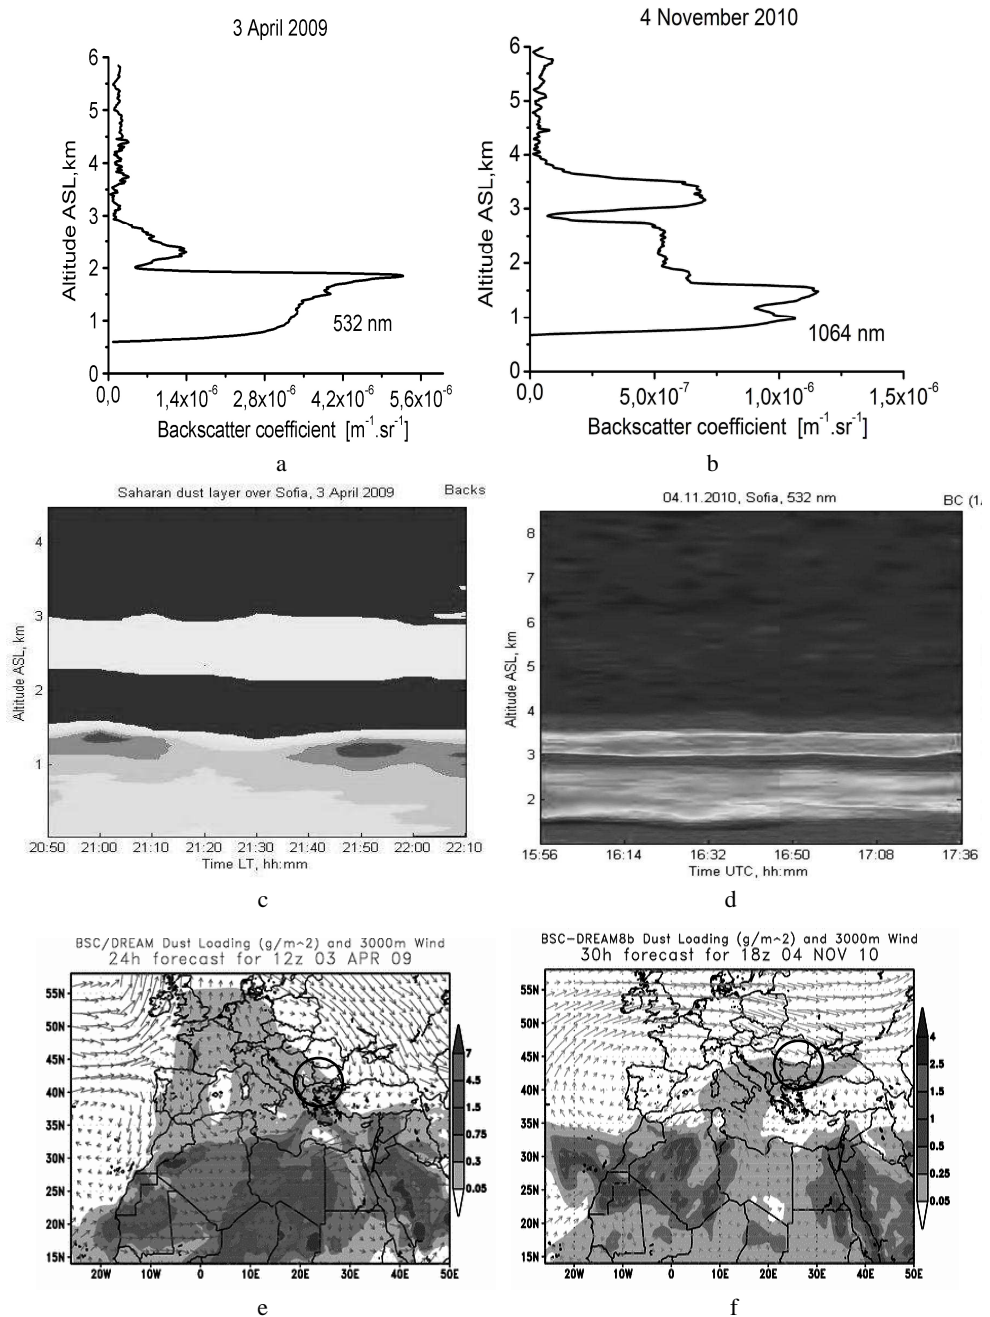 3 April 2009
6
5
4
3
2
1
0
Altitude ASL,km
532 nm
0,0
1,4x10⁻⁶
2,8x10⁻⁶
4,2x10⁻⁶
5,6x10⁻⁶
Backscatter coefficient [m⁻¹.sr⁻¹]
a
4 November 2010
6
5
4
3
2
1
0
Altitude ASL,km
1064 nm
0,0
5,0x10⁻⁷
1,0x10⁻⁶
1,5x10⁻⁶
Backscatter coefficient [m⁻¹.sr⁻¹]
b
Saharan dust layer over Sofia, 3 April 2009
Backs
4
3
2
1
Altitude ASL, km
20:50 21:00 21:10 21:20 21:30 21:40 21:50 22:00 22:10
Time LT, hh:mm
c
04.11.2010, Sofia, 532 nm
BC (1/
8
7
6
5
4
3
2
Altitude ASL, km
15:56 16:14 16:32 16:50 17:08 17:36
Time UTC, hh:mm
d
BSC/DREAM Dust Loading (g/m^2) and 3000m Wind
24h forecast for 12z 03 APR 09
55N
50N
45N
40N
35N
30N
25N
20N
15N
20W 10W 0 10E 20E 30E 40E 50E
7
4.5
1.5
0.75
0.3
0.05
e
BSC-DREAM8b Dust Loading (g/m^2) and 3000m Wind
30h forecast for 18z 04 NOV 10
55N
50N
45N
40N
35N
30N
25N
20N
15N
20W 10W 0 10E 20E 30E 40E 50E
4
2.5
1.5
1
0.5
0.25
0.05
f